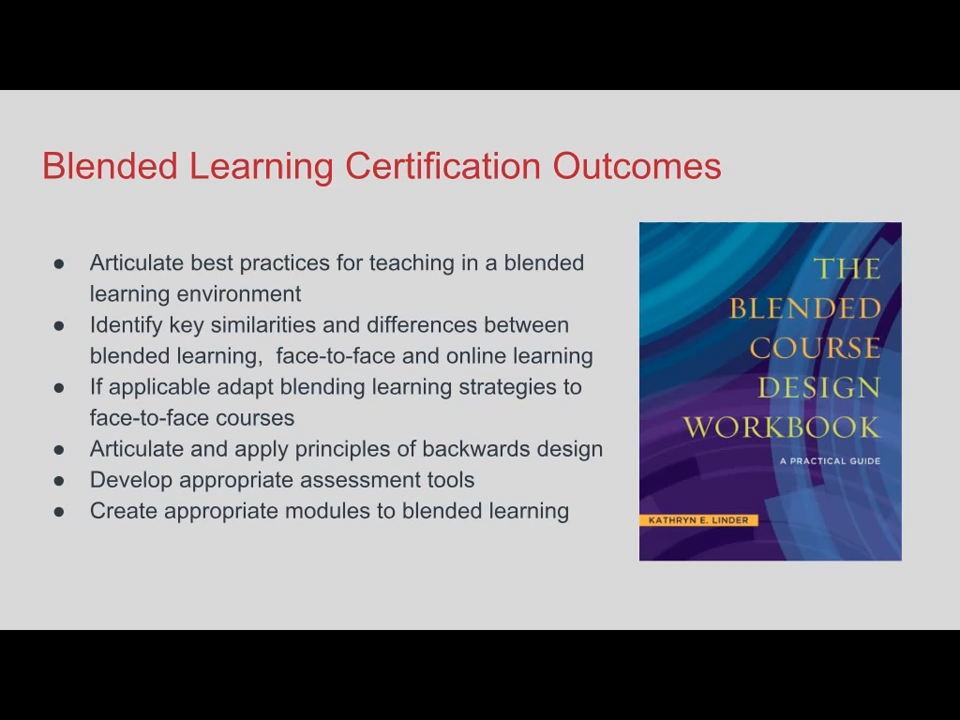 Blended Learning Certification Outcomes
● Articulate best practices for teaching in a blended
learning environment
● Identify key similarities and differences between
blended learning,  face-to-face and online learning
● If applicable adapt blending learning strategies to
face-to-face courses
● Articulate and apply principles of backwards design
● Develop appropriate assessment tools
● Create appropriate modules to blended learning
THE
BLENDED
COURSE
DESIGN
WORKBOOK
A PRACTICAL GUIDE
KATHRYN E. LINDER